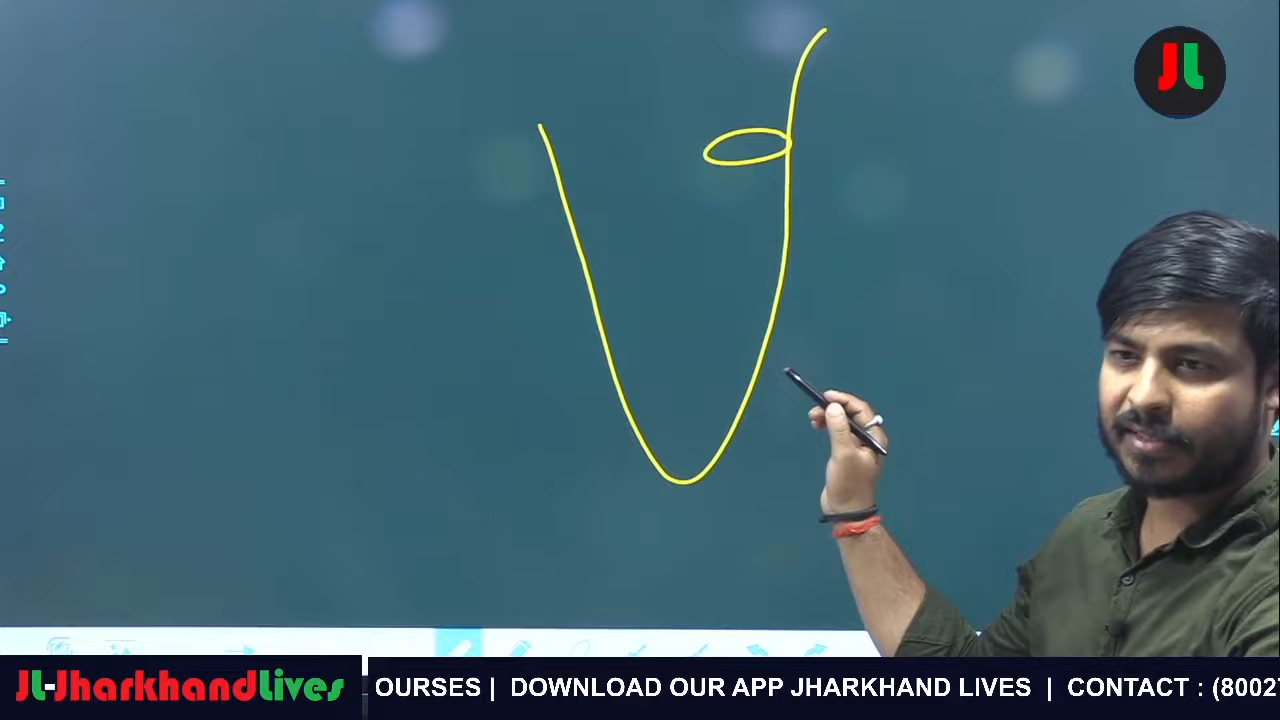 JL
JL-JharkhandLives
OURSES | DOWNLOAD OUR APP JHARKHAND LIVES | CONTACT : (8002